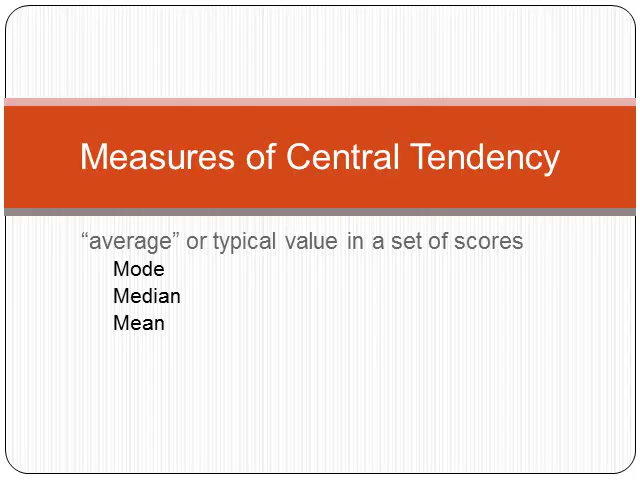 Measures of Central Tendency
“average” or typical value in a set of scores
Mode
Median
Mean